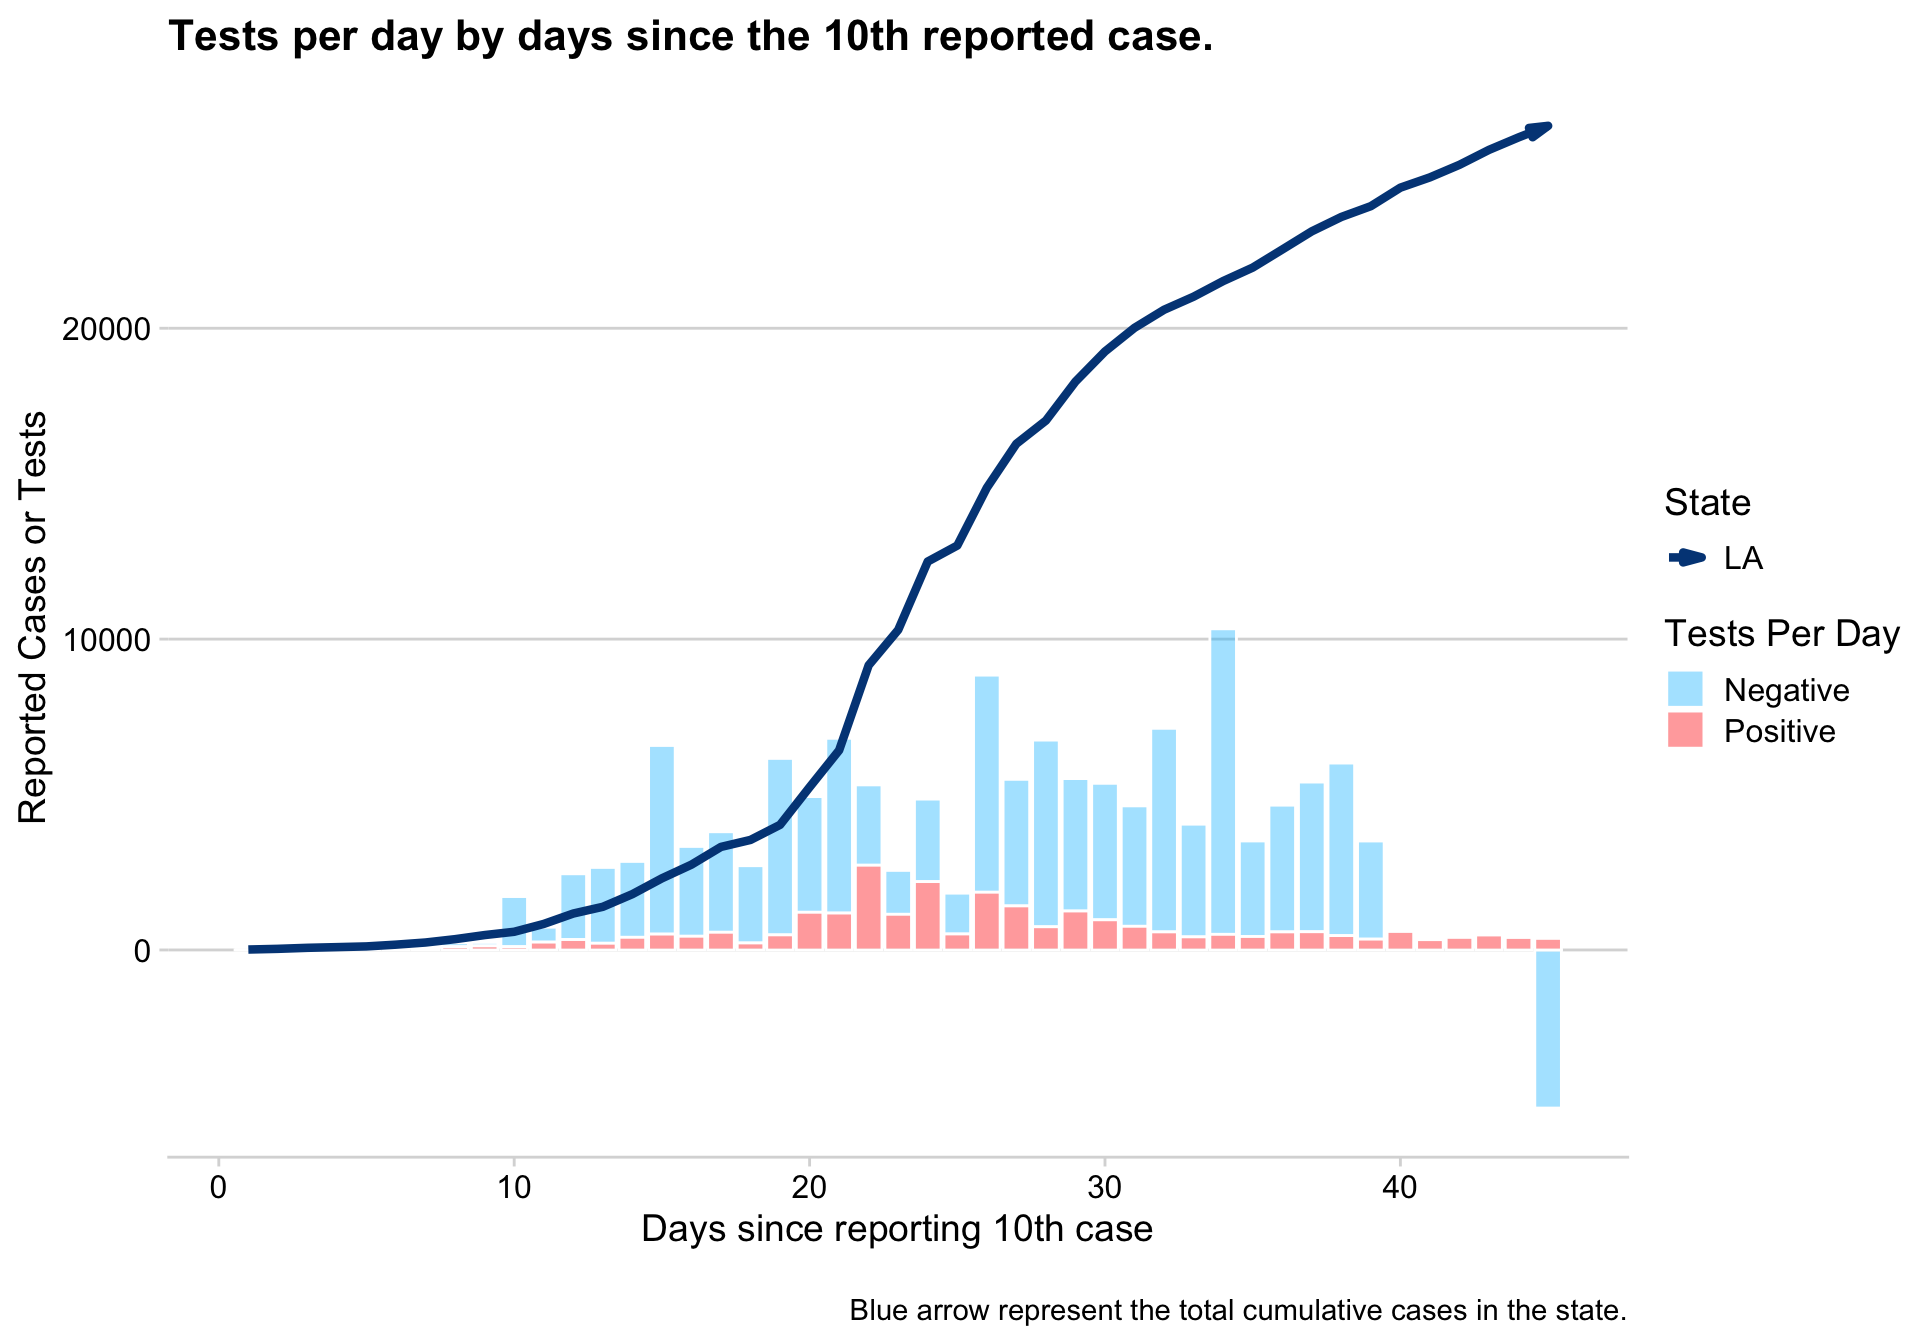 Tests per day by days since the 10th reported case.
Reported Cases or Tests
20000
10000
0
0
10
20
30
40
Days since reporting 10th case
State
LA
Tests Per Day
Negative
Positive
Blue arrow represent the total cumulative cases in the state.